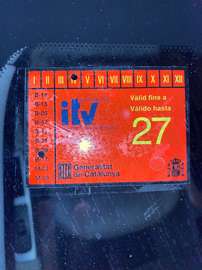 I II III IV V VI VII VIII IX X XI XII
itv
Vàlid fins a
Válido hasta
27
Generalitat
de Catalunya